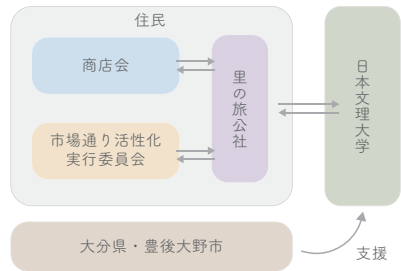 住民
商店会
市場通り活性化
実行委員会
里の旅公社
日本文理大学
大分県・豊後大野市
支援